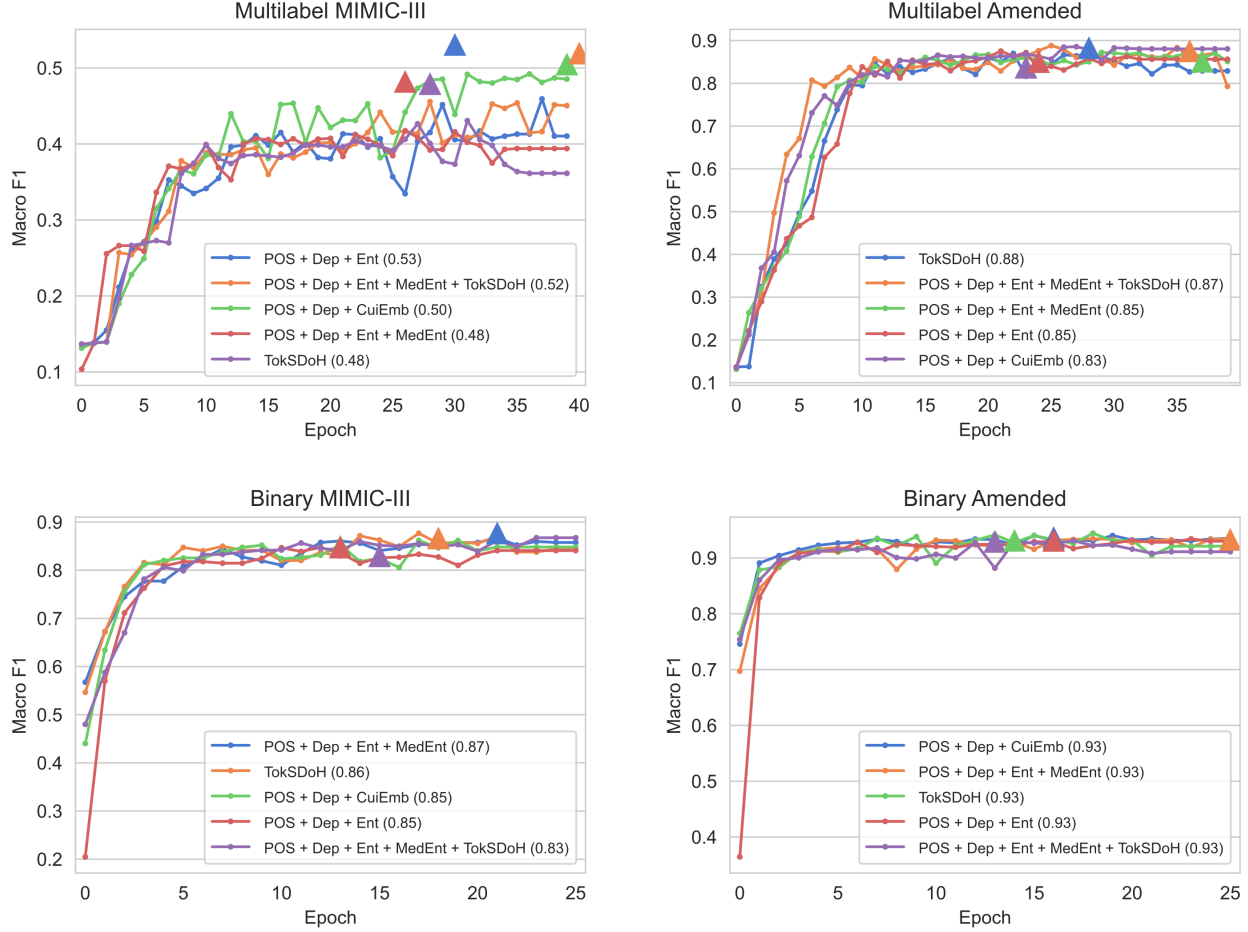 Multilabel MIMIC-III
Macro F1
0.5
0.4
0.3
0.2
0.1
POS + Dep + Ent (0.53)
POS + Dep + Ent + MedEnt + TokSDoH (0.52)
POS + Dep + CuiEmb (0.50)
POS + Dep + Ent + MedEnt (0.48)
TokSDoH (0.48)
0 5 10 15 20 25 30 35 40
Epoch
Multilabel Amended
Macro F1
0.9
0.8
0.7
0.6
0.5
0.4
0.3
0.2
0.1
TokSDoH (0.88)
POS + Dep + Ent + MedEnt + TokSDoH (0.87)
POS + Dep + Ent + MedEnt (0.85)
POS + Dep + Ent (0.85)
POS + Dep + CuiEmb (0.83)
0 5 10 15 20 25 30 35
Epoch
Binary MIMIC-III
Macro F1
0.9
0.8
0.7
0.6
0.5
0.4
0.3
0.2
POS + Dep + Ent + MedEnt (0.87)
TokSDoH (0.86)
POS + Dep + CuiEmb (0.85)
POS + Dep + Ent (0.85)
POS + Dep + Ent + MedEnt + TokSDoH (0.83)
0 5 10 15 20 25
Epoch
Binary Amended
Macro F1
0.9
0.8
0.7
0.6
0.5
0.4
POS + Dep + CuiEmb (0.93)
POS + Dep + Ent + MedEnt (0.93)
TokSDoH (0.93)
POS + Dep + Ent (0.93)
POS + Dep + Ent + MedEnt + TokSDoH (0.93)
0 5 10 15 20 25
Epoch